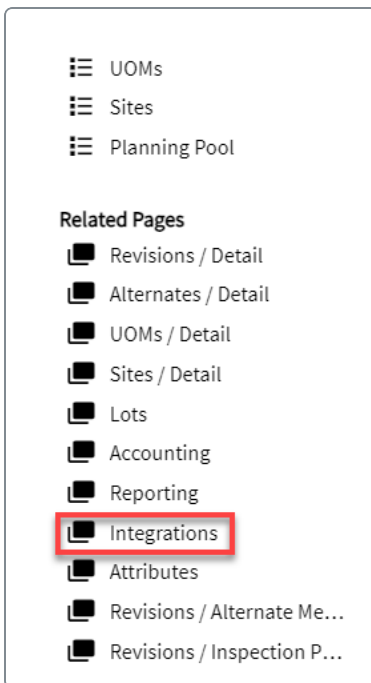 UOMs
Sites
Planning Pool
Related Pages
Revisions / Detail
Alternates / Detail
UOMs / Detail
Sites / Detail
Lots
Accounting
Reporting
Integrations
Attributes
Revisions / Alternate Me...
Revisions / Inspection P...